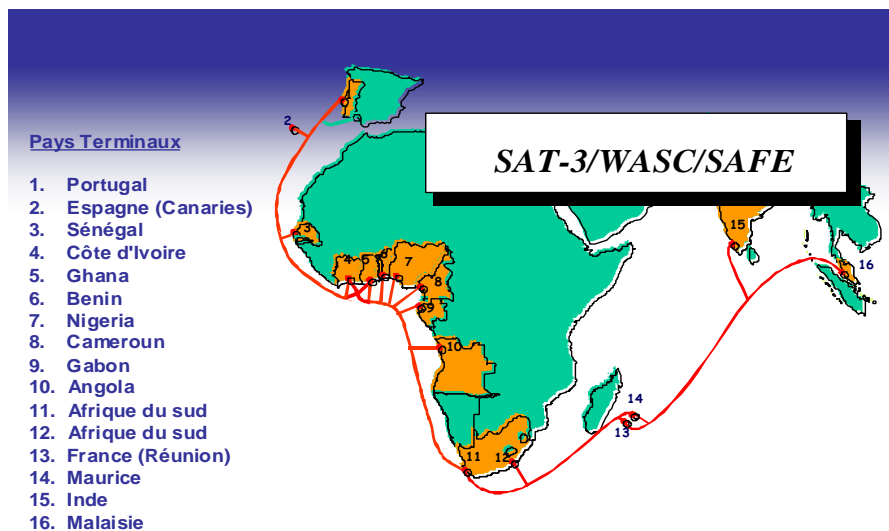 SAT-3/WASC/SAFE
Pays Terminaux
1. Portugal
2. Espagne (Canaries)
3. Sénégal
4. Côte d'Ivoire
5. Ghana
6. Benin
7. Nigeria
8. Cameroun
9. Gabon
10. Angola
11. Afrique du sud
12. Afrique du sud
13. France (Réunion)
14. Maurice
15. Inde
16. Malaisie
1
2
3
4
5
6
7
8
9
10
11
12
13
14
15
16